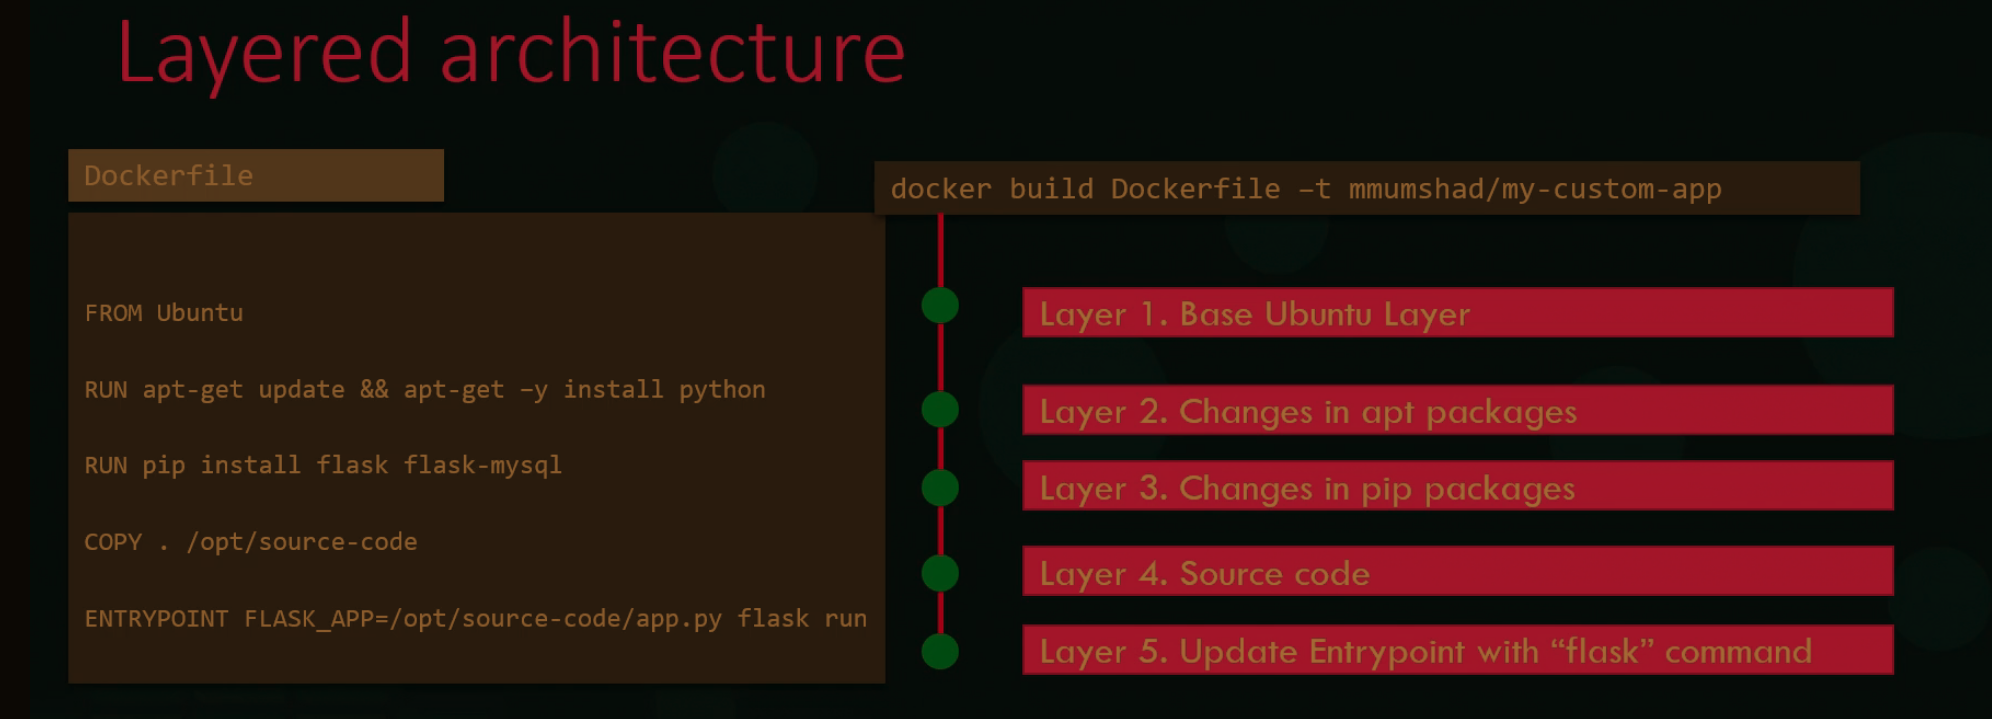 Layered architecture
Dockerfile
FROM Ubuntu
RUN apt-get update && apt-get –y install python
RUN pip install flask flask-mysql
COPY . /opt/source-code
ENTRYPOINT FLASK_APP=/opt/source-code/app.py flask run
docker build Dockerfile –t mmumshad/my-custom-app
Layer 1. Base Ubuntu Layer
Layer 2. Changes in apt packages
Layer 3. Changes in pip packages
Layer 4. Source code
Layer 5. Update Entrypoint with “flask” command